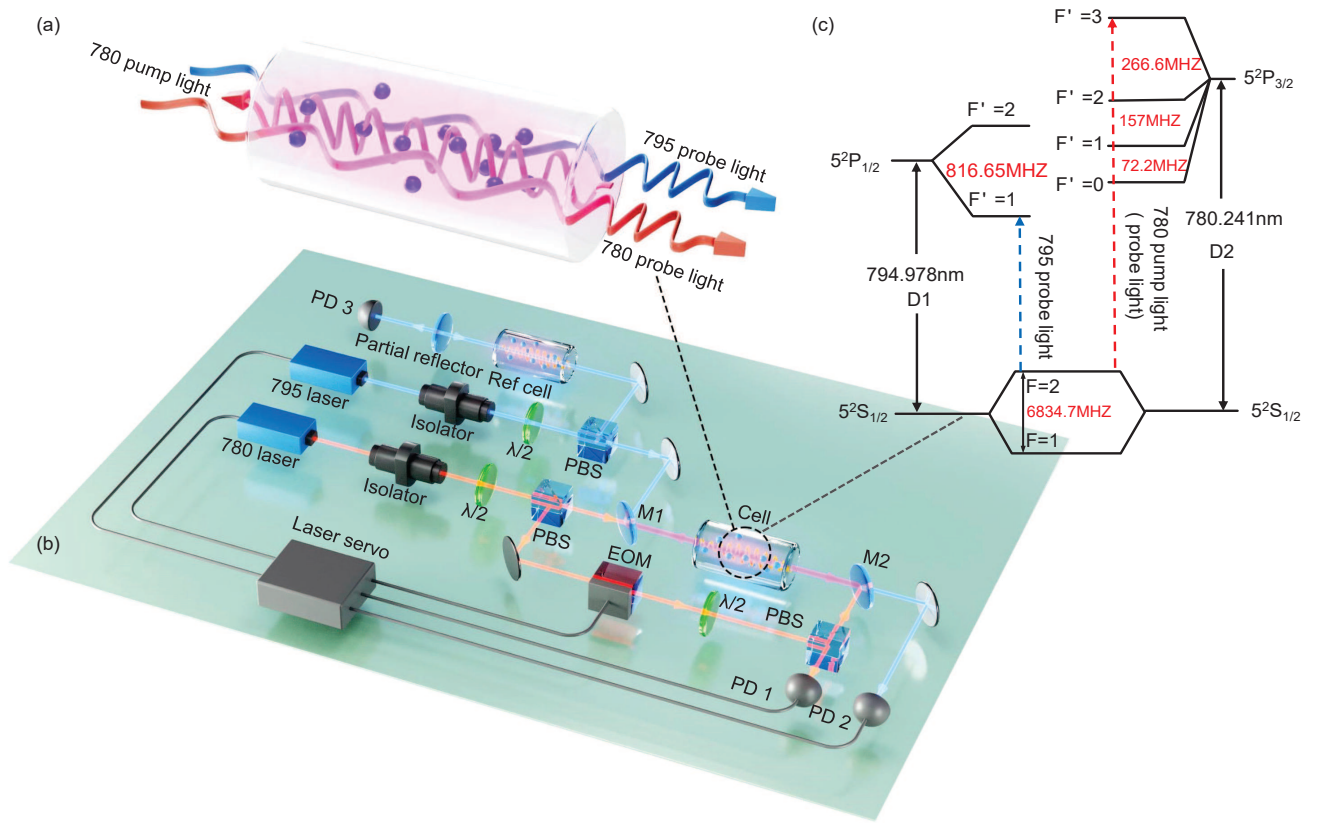 (a)
780 pump light
795 probe light
780 probe light
(b)
PD 3
Partial reflector
Ref cell
795 laser
Isolator
λ/2
PBS
780 laser
Isolator
λ/2
PBS
M1
Cell
M2
Laser servo
EOM
λ/2
PBS
PD 1
PD 2
(c)
F' =3
266.6MHZ
5²P3/2
F' =2
157MHZ
F' =1
72.2MHZ
F' =0
F' =2
5²P1/2
816.65MHZ
F' =1
794.978nm
D1
795 probe light
780 pump light
( probe light)
780.241nm
D2
F=2
6834.7MHZ
F=1
5²S1/2
5²S1/2